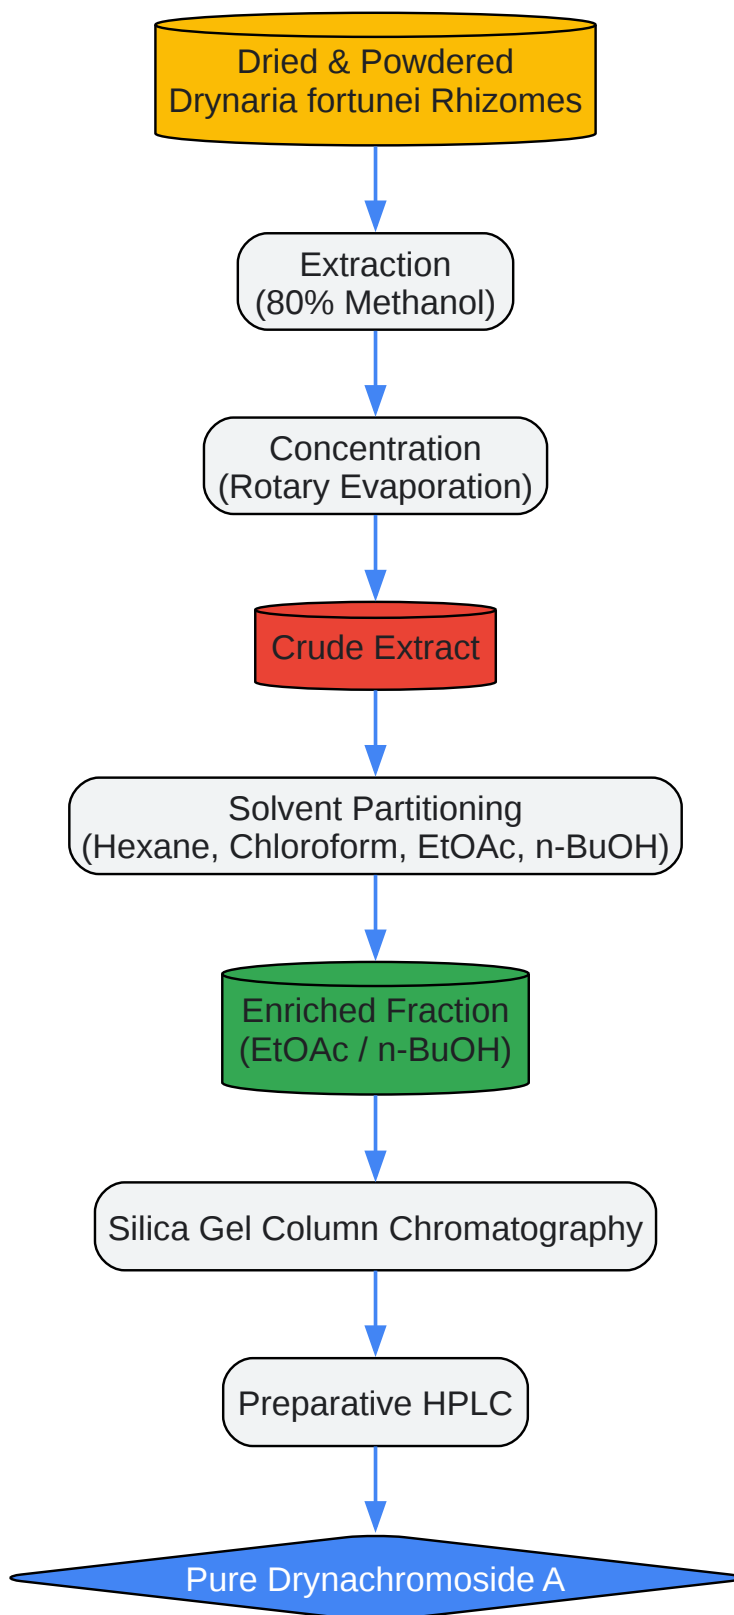 Dried & Powdered
Drynaria fortunei Rhizomes
Extraction
(80% Methanol)
Concentration
(Rotary Evaporation)
Crude Extract
Solvent Partitioning
(Hexane, Chloroform, EtOAc, n-BuOH)
Enriched Fraction
(EtOAc / n-BuOH)
Silica Gel Column Chromatography
Preparative HPLC
Pure Drynachromoside A